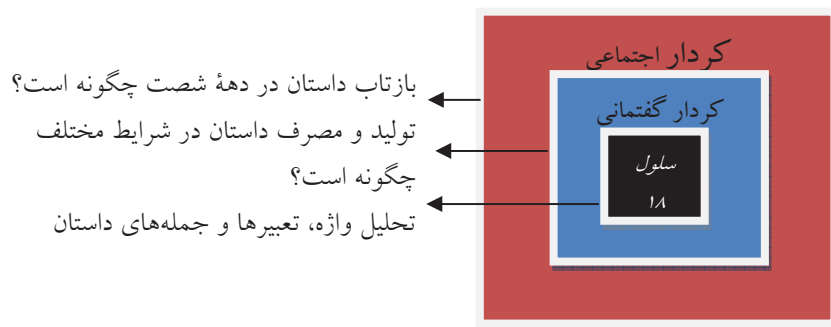 کردار اجتماعی
کردار گفتمانی
سلول
۱۸
بازتاب داستان در دههٔ شصت چگونه است؟
تولید و مصرف داستان در شرایط مختلف
چگونه است؟
تحلیل واژه، تعبیرها و جمله‌های داستان